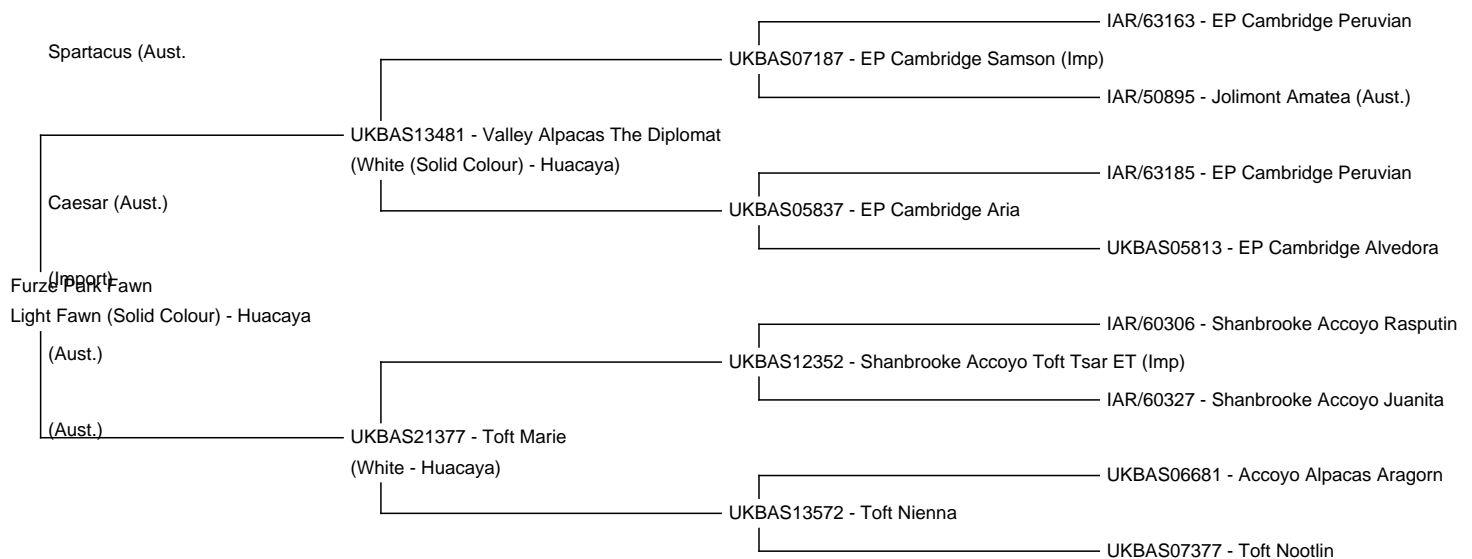 IAR/63163 - EP Cambridge Peruvian
Spartacus (Aust.
UKBAS07187 - EP Cambridge Samson (Imp)
IAR/50895 - Jolimont Amatea (Aust.)
UKBAS13481 - Valley Alpacas The Diplomat
(White (Solid Colour) - Huacaya)
IAR/63185 - EP Cambridge Peruvian
Caesar (Aust.)
UKBAS05837 - EP Cambridge Aria
UKBAS05813 - EP Cambridge Alvedora
(Import)
Furze Park Fawn
Light Fawn (Solid Colour) - Huacaya
IAR/60306 - Shanbrooke Accoyo Rasputin
(Aust.)
UKBAS12352 - Shanbrooke Accoyo Toft Tsar ET (Imp)
IAR/60327 - Shanbrooke Accoyo Juanita
(Aust.)
UKBAS21377 - Toft Marie
(White - Huacaya)
UKBAS06681 - Accoyo Alpacas Aragorn
UKBAS13572 - Toft Nienna
UKBAS07377 - Toft Nootlin